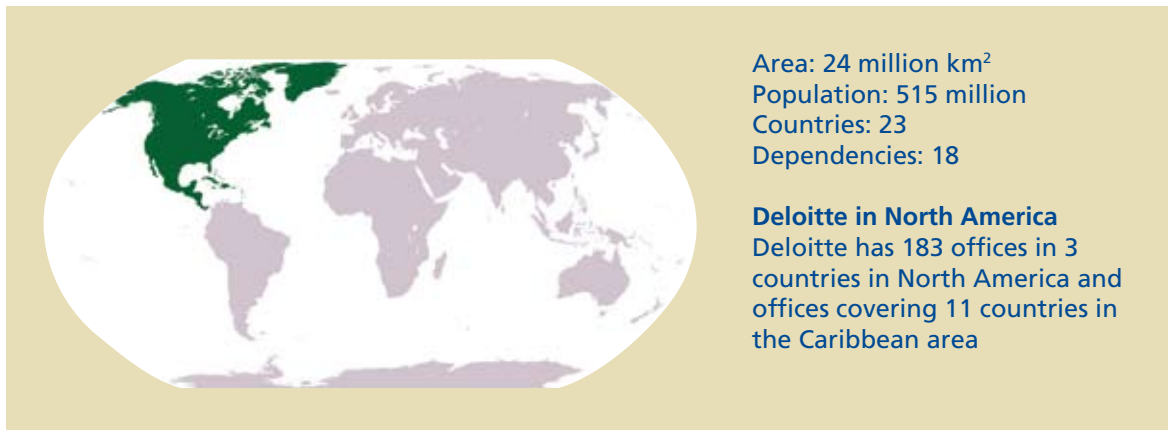 Area: 24 million km²
Population: 515 million
Countries: 23
Dependencies: 18
Deloitte in North America
Deloitte has 183 offices in 3
countries in North America and
offices covering 11 countries in
the Caribbean area